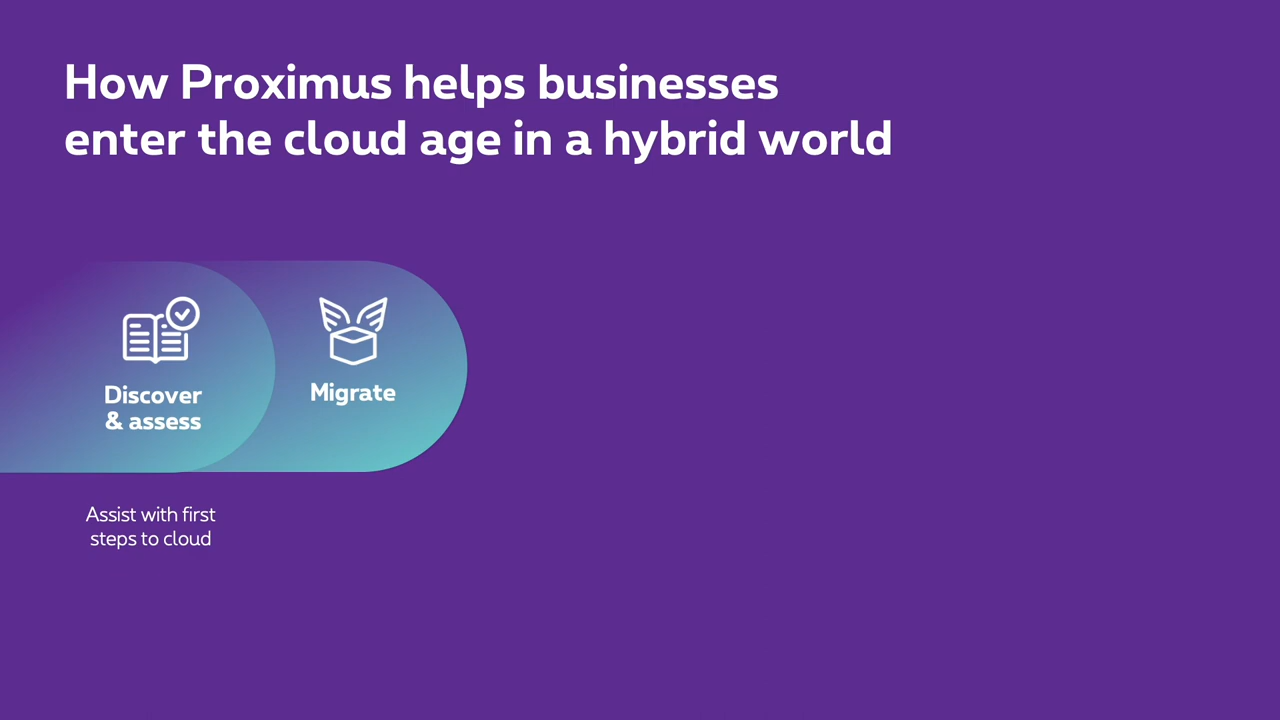 How Proximus helps businesses
enter the cloud age in a hybrid world
Discover
& assess
Migrate
Assist with first
steps to cloud